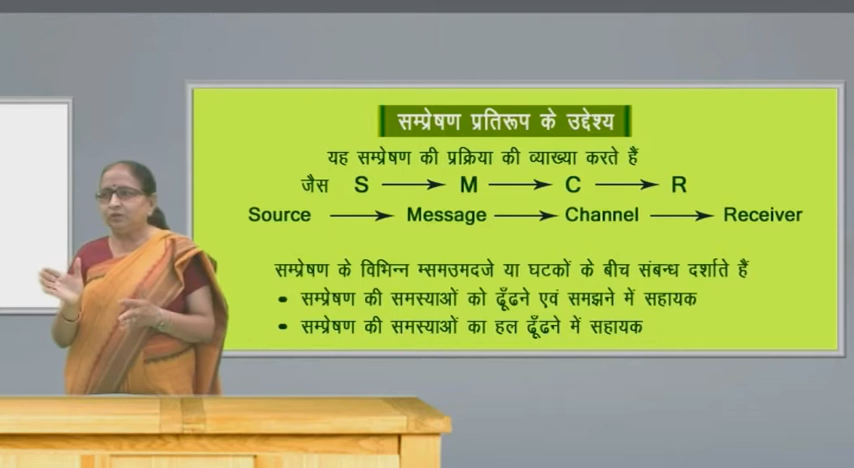 सम्प्रेषण प्रतिरूप के उद्देश्य
यह सम्प्रेषण की प्रक्रिया की व्याख्या करते हैं
जैस S → M → C → R
Source → Message → Channel → Receiver
सम्प्रेषण के विभिन्न म्समउमदजे या घटकों के बीच संबन्ध दर्शाते हैं
• सम्प्रेषण की समस्याओं को ढूँढने एवं समझने में सहायक
• सम्प्रेषण की समस्याओं का हल ढूँढने में सहायक